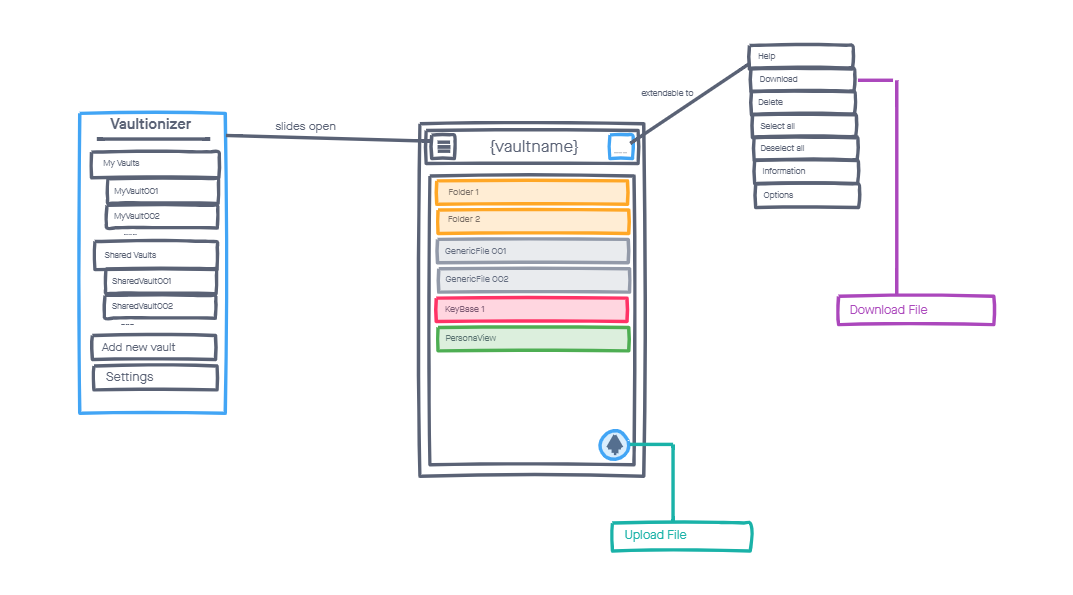 Vaultionizer
My Vaults
MyVault001
MyVault002
Shared Vaults
SharedVault001
SharedVault002
Add new vault
Settings
slides open
{vaultname}
Folder 1
Folder 2
GenericFile 001
GenericFile 002
KeyBase 1
PersonaView
extendable to
Help
Download
Delete
Select all
Deselect all
Information
Options
Download File
Upload File